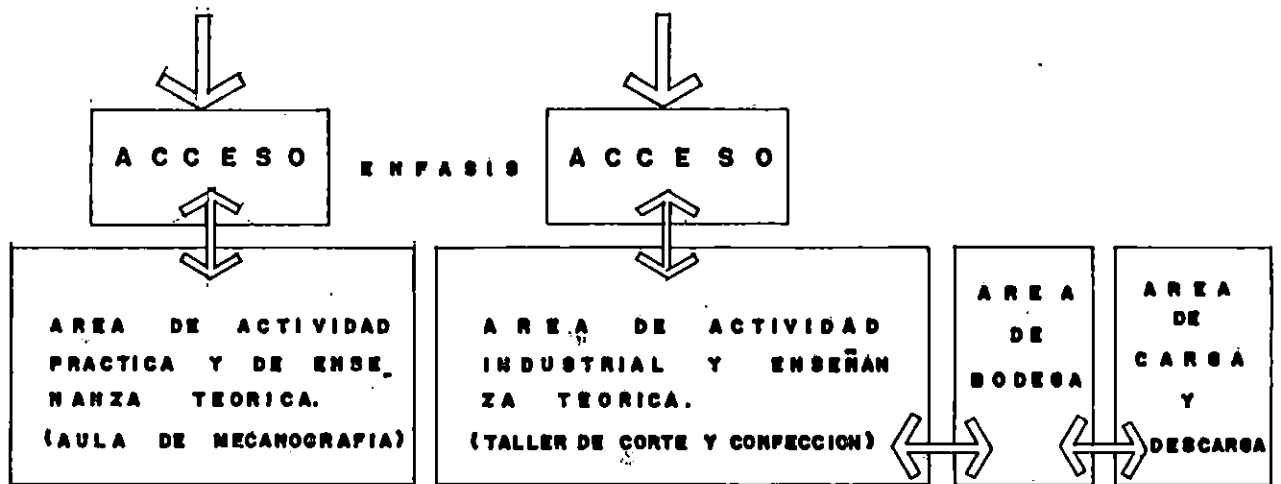 ACCESO
ENFASIS
ACCESO
AREA DE ACTIVIDAD
PRACTICA Y DE ENSE_
NANZA TEORICA.
(AULA DE MECANOGRAFIA)
AREA DE ACTIVIDAD
INDUSTRIAL Y ENSEÑAN
ZA TEORICA.
(TALLER DE CORTE Y CONFECCION)
AREA
DE
BODEGA
AREA
DE
CARGA
Y
DESCARGA